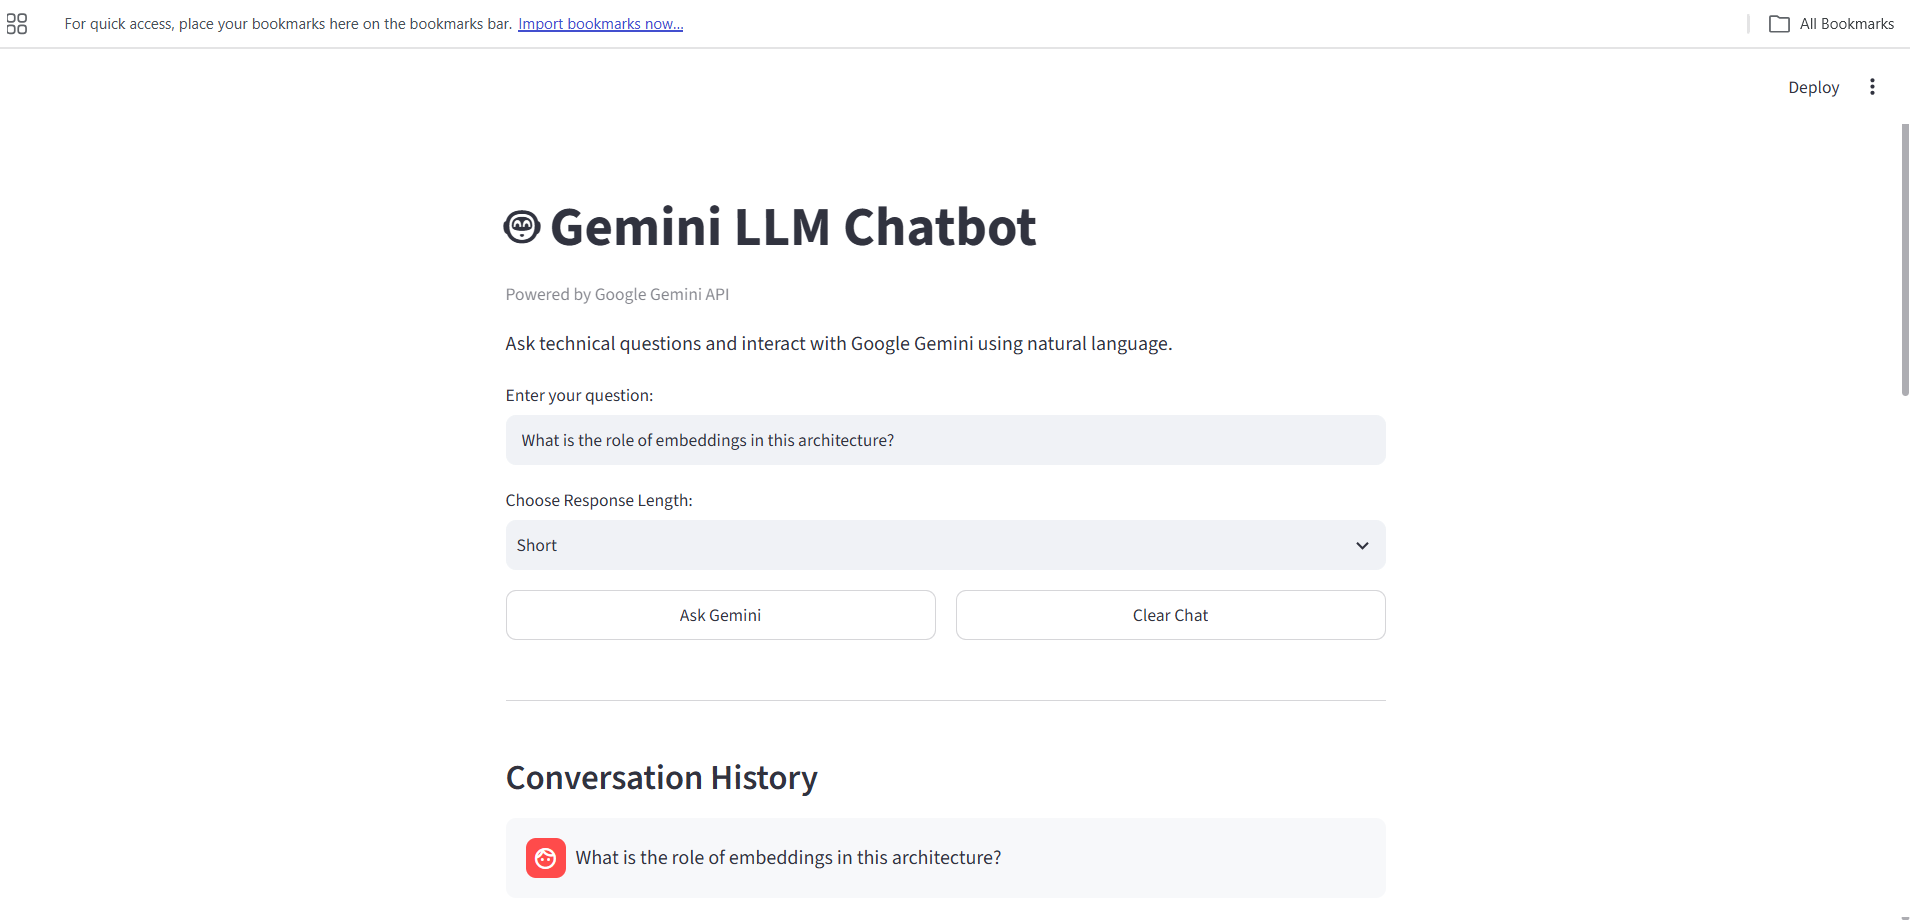 For quick access, place your bookmarks here on the bookmarks bar. Import bookmarks now...
All Bookmarks
Deploy
Gemini LLM Chatbot
Powered by Google Gemini API
Ask technical questions and interact with Google Gemini using natural language.
Enter your question:
What is the role of embeddings in this architecture?
Choose Response Length:
Short
Ask Gemini
Clear Chat
Conversation History
What is the role of embeddings in this architecture?